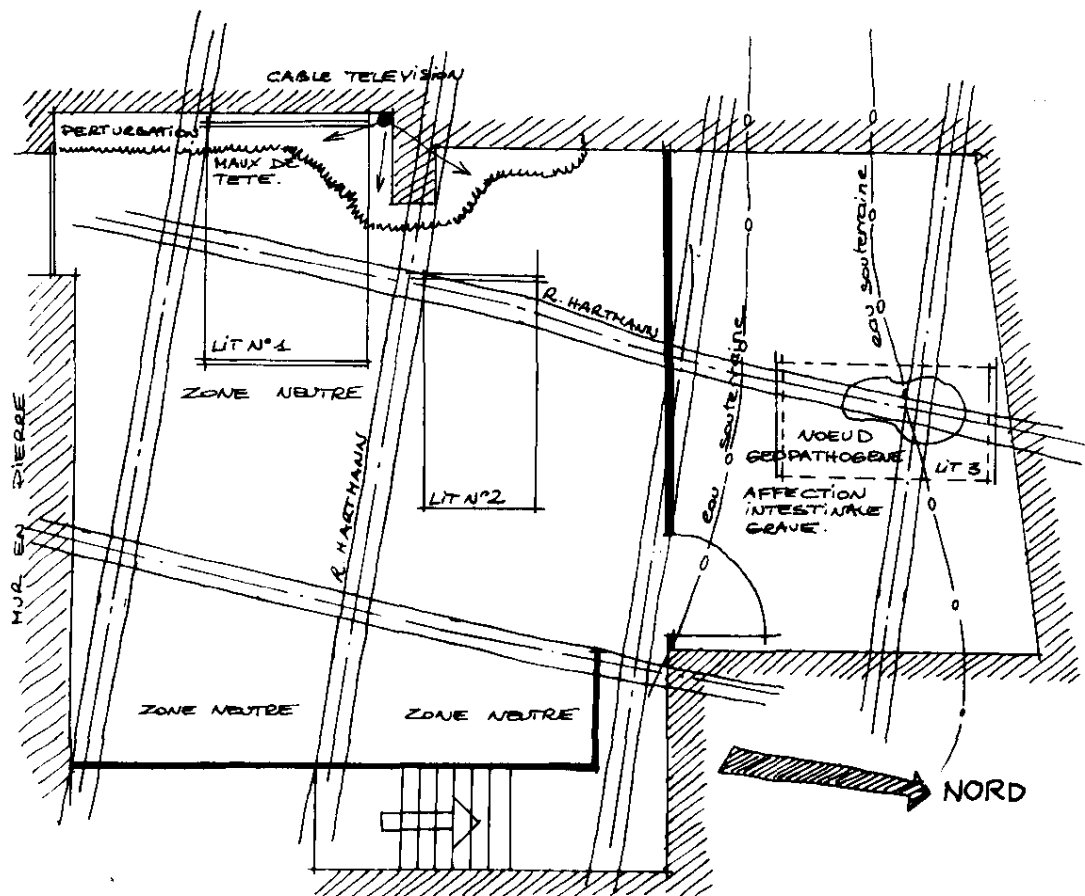 CABLE TELEVISION
PERTURBATION
MAUX DE
TETE.
eau souterraine
eau souterraine
R. HARTMANN
LIT N°1
ZONE NEUTRE
R. HARTMANN
LIT N°2
NOEUD
GEOPATHOGENE
LIT 3
AFFECTION
INTESTINALE
GRAVE.
MUR EN PIERRE
ZONE NEUTRE
ZONE NEUTRE
NORD